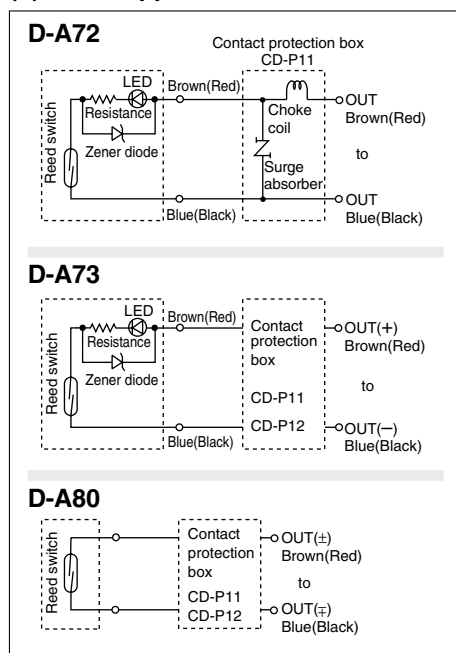 D-A72
Contact protection box
CD-P11
LED
Brown(Red)
Resistance
Zener diode
Reed switch
Choke
coil
Surge
absorber
OUT
Brown(Red)
to
OUT
Blue(Black)
Blue(Black)
D-A73
LED
Brown(Red)
Resistance
Zener diode
Reed switch
Contact
protection
box
CD-P11
CD-P12
OUT(+)
Brown(Red)
to
OUT(−)
Blue(Black)
Blue(Black)
D-A80
Reed switch
Contact
protection
box
CD-P11
CD-P12
OUT(±)
Brown(Red)
to
OUT(∓)
Blue(Black)